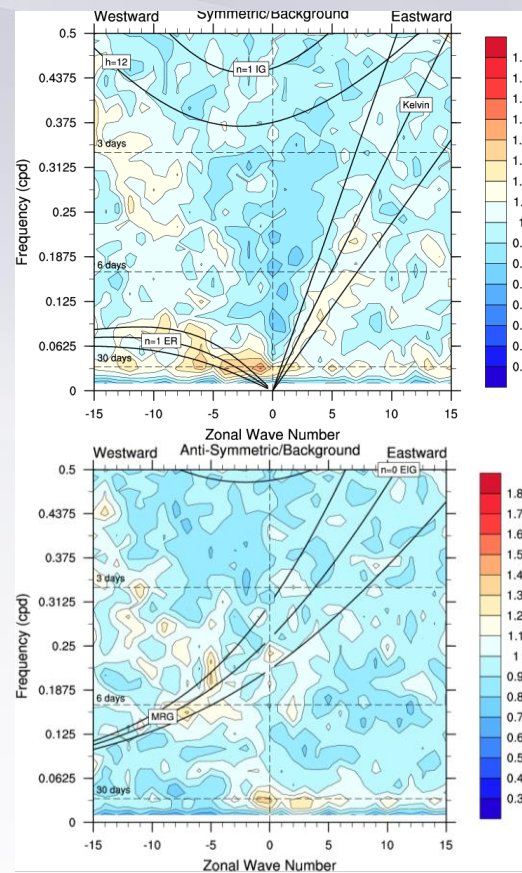 Westward Symmetric/Background Eastward
0.5
h=12
n=1 IG
0.4375
Kelvin
0.375
3 days
0.3125
Frequency (cpd)
0.25
0.1875
6 days
0.125
n=1 ER
0.0625
30 days
0
-15 -10 -5 0 5 10 15
Zonal Wave Number
Westward Anti-Symmetric/Background Eastward
0.5
n=0 EIG
0.4375
0.375
3 days
0.3125
Frequency (cpd)
0.25
0.1875
6 days
MRG
0.125
0.0625
30 days
0
-15 -10 -5 0 5 10 15
Zonal Wave Number
1.8
1.7
1.6
1.5
1.4
1.3
1.2
1.1
1
0.9
0.8
0.7
0.6
0.5
0.4
0.3